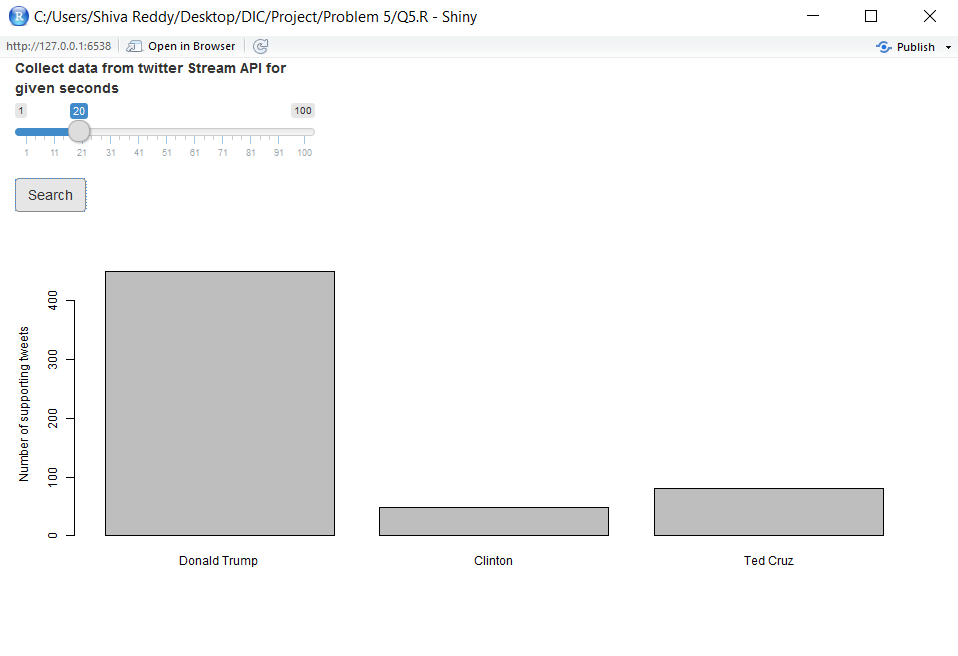 C:/Users/Shiva Reddy/Desktop/DIC/Project/Problem 5/Q5.R - Shiny
http://127.0.0.1:6538 Open in Browser Publish
Collect data from twitter Stream API for
given seconds
1 20 100
1 11 21 31 41 51 61 71 81 91 100
Search
Number of supporting tweets
400
300
200
100
0
Donald Trump Clinton Ted Cruz